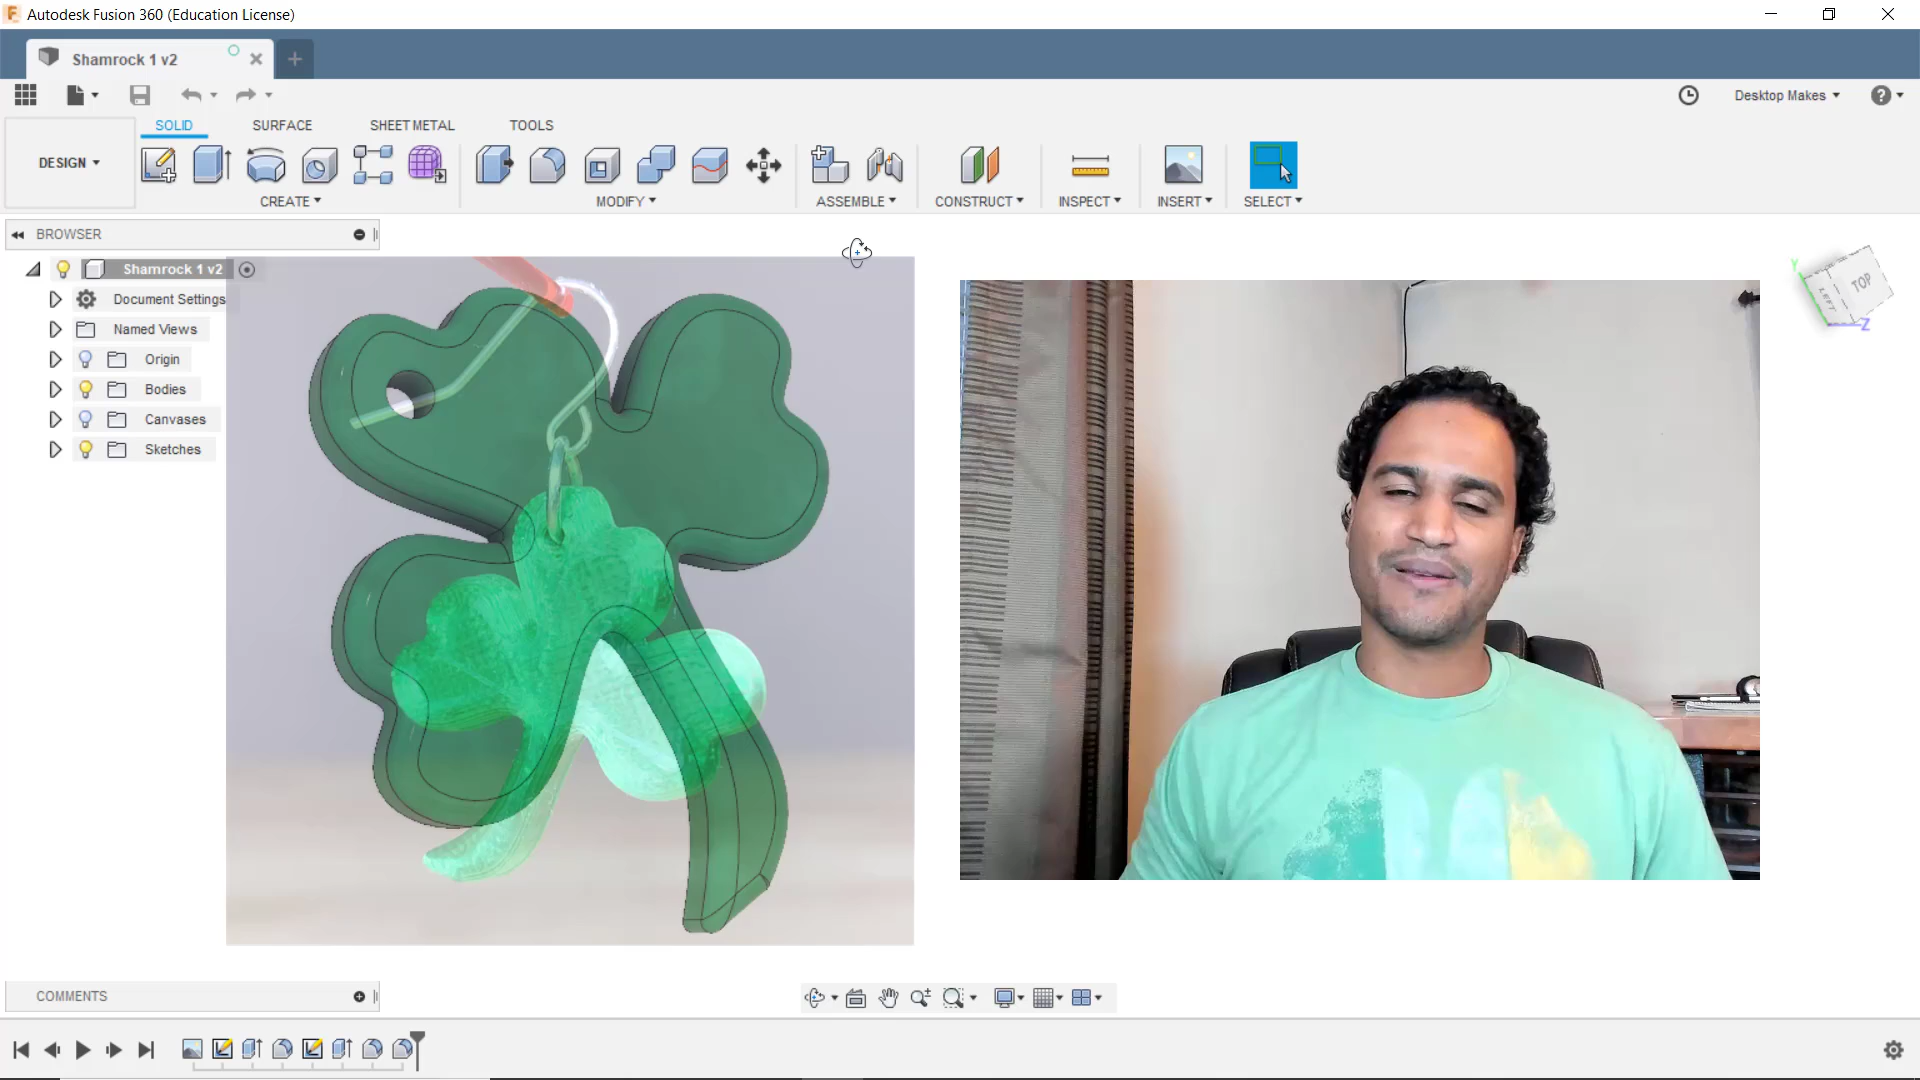 Autodesk Fusion 360 (Education License)
Shamrock 1 v2
Desktop Makes
SOLID SURFACE SHEET METAL TOOLS
DESIGN
CREATE MODIFY ASSEMBLE CONSTRUCT INSPECT INSERT SELECT
BROWSER
Shamrock 1 v2
Document Settings
Named Views
Origin
Bodies
Canvases
Sketches
Y
LEFT
TOP
Z
COMMENTS